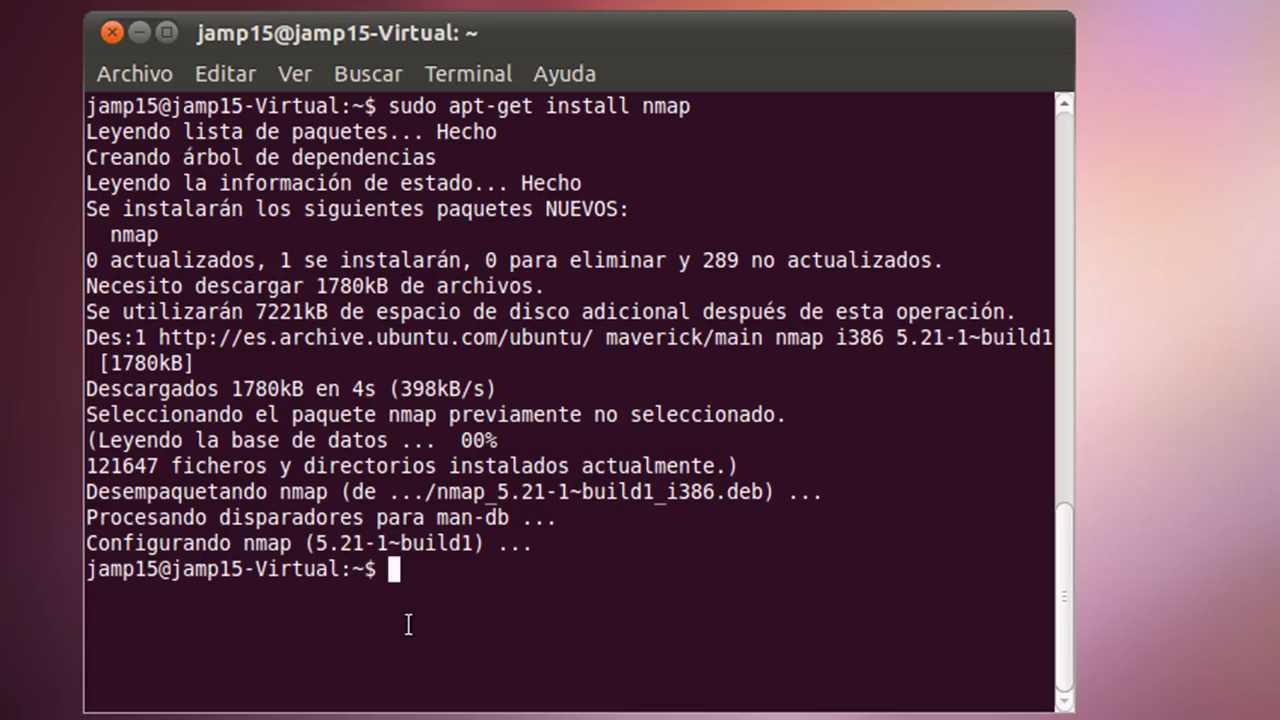 jamp15@jamp15-Virtual: ~
Archivo Editar Ver Buscar Terminal Ayuda
jamp15@jamp15-Virtual:~$ sudo apt-get install nmap
Leyendo lista de paquetes... Hecho
Creando árbol de dependencias
Leyendo la información de estado... Hecho
Se instalarán los siguientes paquetes NUEVOS:
  nmap
0 actualizados, 1 se instalarán, 0 para eliminar y 289 no actualizados.
Necesito descargar 1780kB de archivos.
Se utilizarán 7221kB de espacio de disco adicional después de esta operación.
Des:1 http://es.archive.ubuntu.com/ubuntu/ maverick/main nmap i386 5.21-1~build1
 [1780kB]
Descargados 1780kB en 4s (398kB/s)
Seleccionando el paquete nmap previamente no seleccionado.
(Leyendo la base de datos ...  00%
121647 ficheros y directorios instalados actualmente.)
Desempaquetando nmap (de .../nmap_5.21-1~build1_i386.deb) ...
Procesando disparadores para man-db ...
Configurando nmap (5.21-1~build1) ...
jamp15@jamp15-Virtual:~$